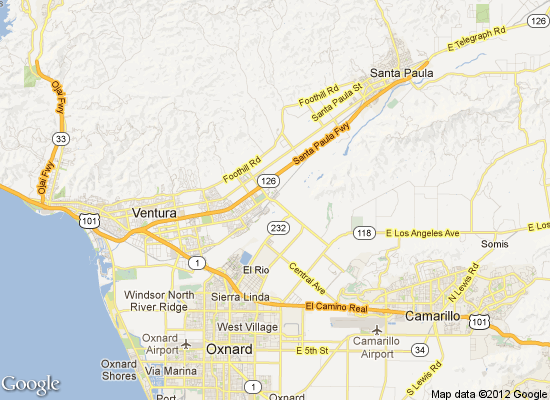 126
E Telegraph Rd
Santa Paula
Ojai Fwy
Foothill Rd
Santa Paula St
33
Santa Paula Fwy
Foothill Rd
Ojai Fwy
126
101
Ventura
232
118
E Los Angeles Ave
E Los
Somis
1
El Rio
Central Ave
N Lewis Rd
Windsor North
River Ridge
Sierra Linda
El Camino Real
Camarillo
101
West Village
Oxnard
Airport
Oxnard
E 5th St
Camarillo
Airport
34
Oxnard
Shores
Via Marina
S Lewis Rd
Google
1
Port
Oxnard
Map data ©2012 Google